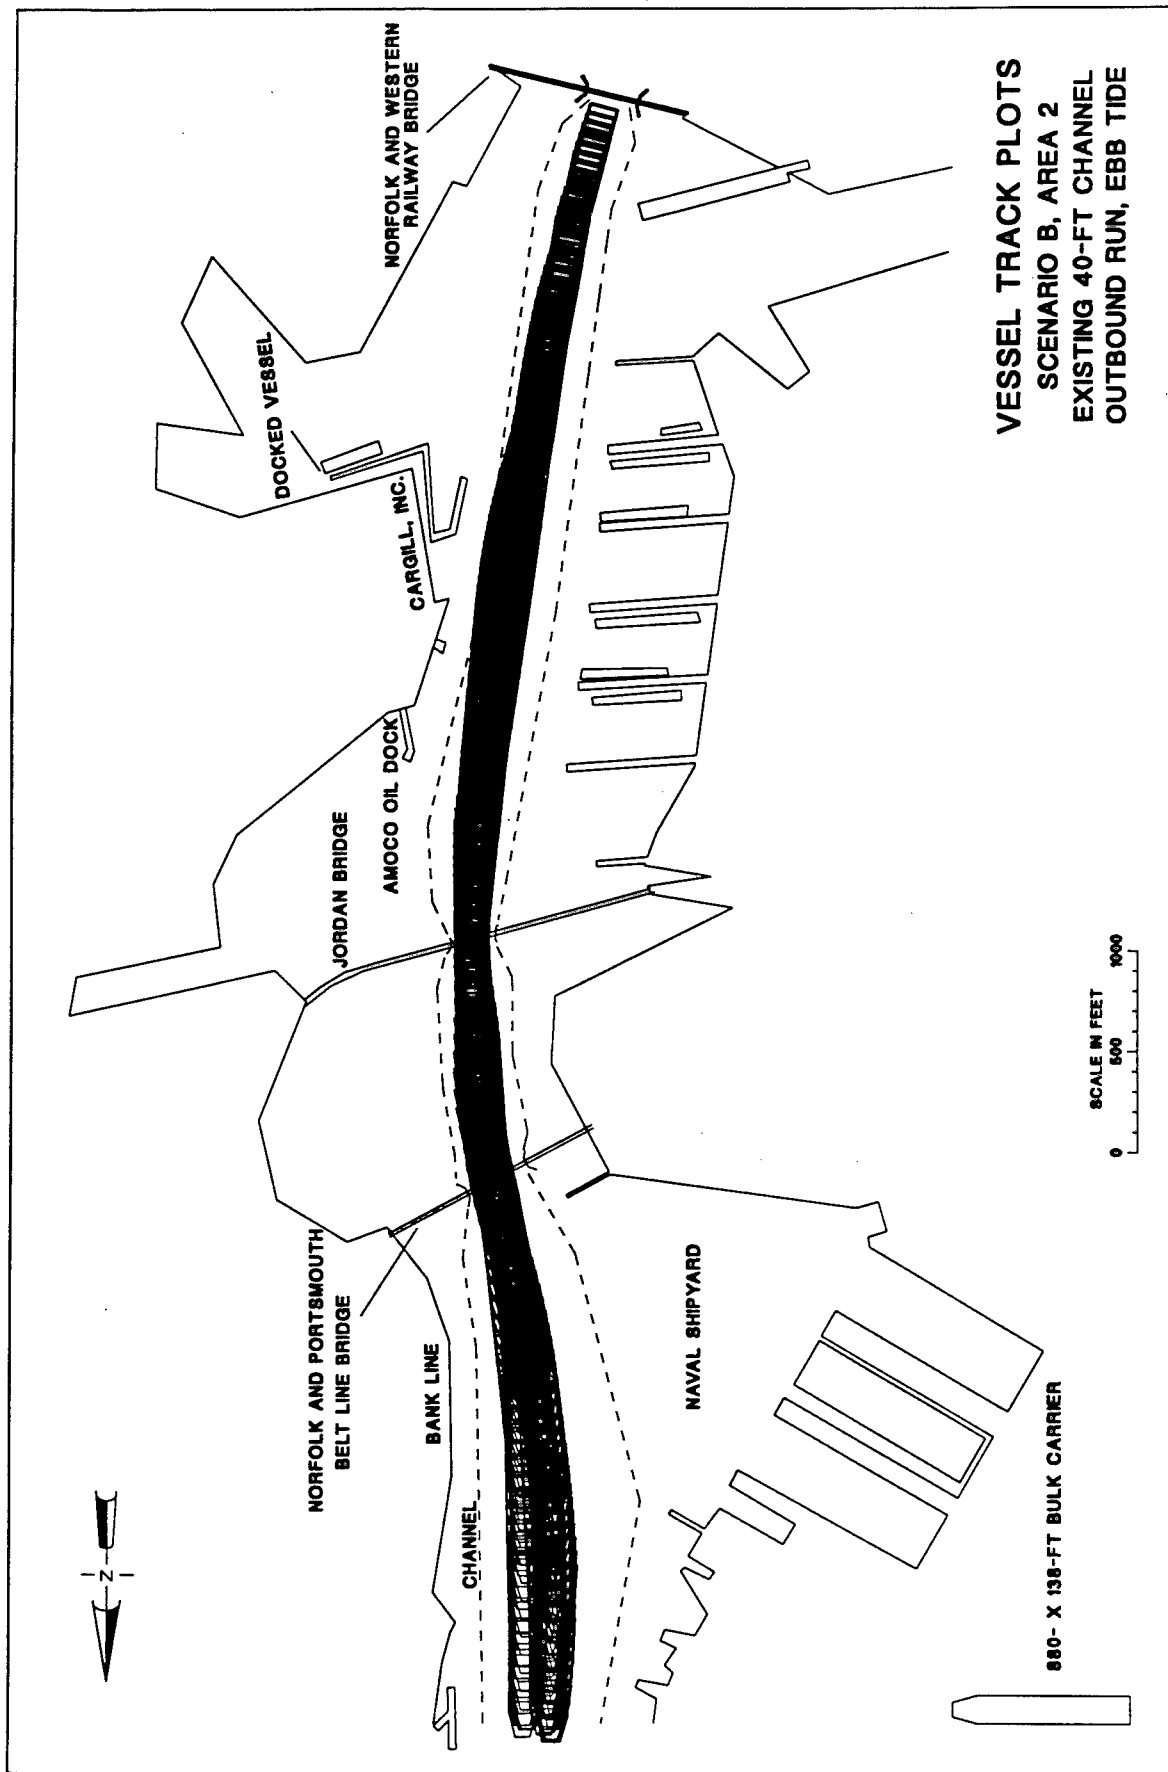 NORFOLK AND WESTERN
RAILWAY BRIDGE
DOCKED VESSEL
CARGILL, INC.
AMOCO OIL DOCK
JORDAN BRIDGE
NORFOLK AND PORTSMOUTH
BELT LINE BRIDGE
BANK LINE
CHANNEL
N
NAVAL SHIPYARD
880- X 138-FT BULK CARRIER
SCALE IN FEET
0 500 1000
VESSEL TRACK PLOTS
SCENARIO B, AREA 2
EXISTING 40-FT CHANNEL
OUTBOUND RUN, EBB TIDE